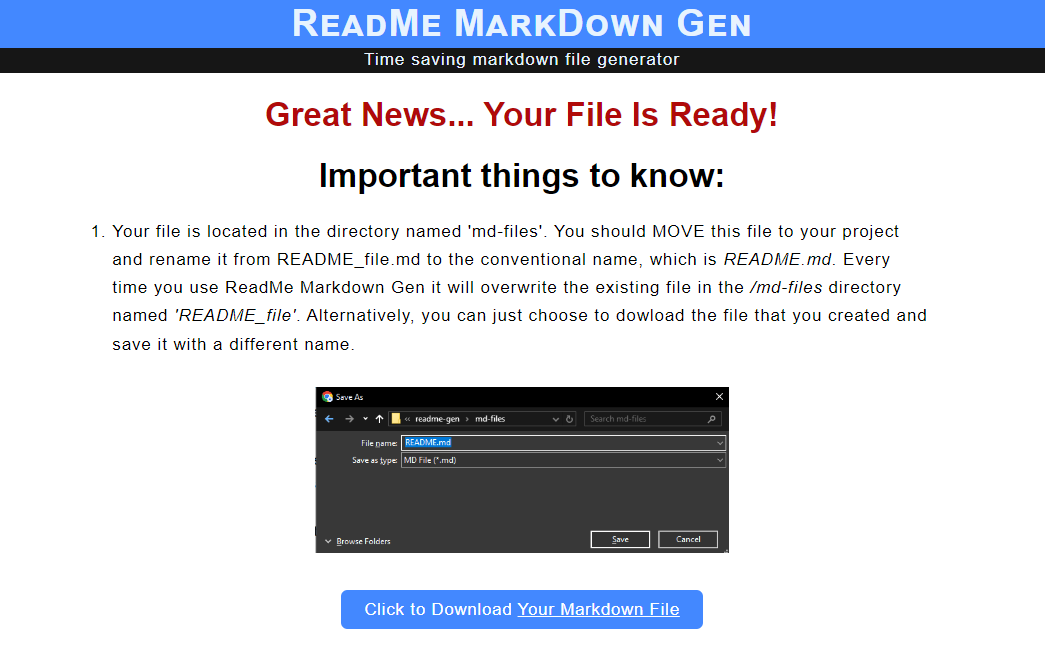 ReadMe MarkDown Gen
Time saving markdown file generator
Great News... Your File Is Ready!
Important things to know:
1. Your file is located in the directory named 'md-files'. You should MOVE this file to your project
and rename it from README_file.md to the conventional name, which is README.md. Every
time you use ReadMe Markdown Gen it will overwrite the existing file in the /md-files directory
named 'README_file'. Alternatively, you can just choose to dowload the file that you created and
save it with a different name.
Save As
« readme-gen › md-files
Search md-files
File name: README.md
Save as type: MD File (*.md)
Browse Folders
Save
Cancel
Click to Download Your Markdown File